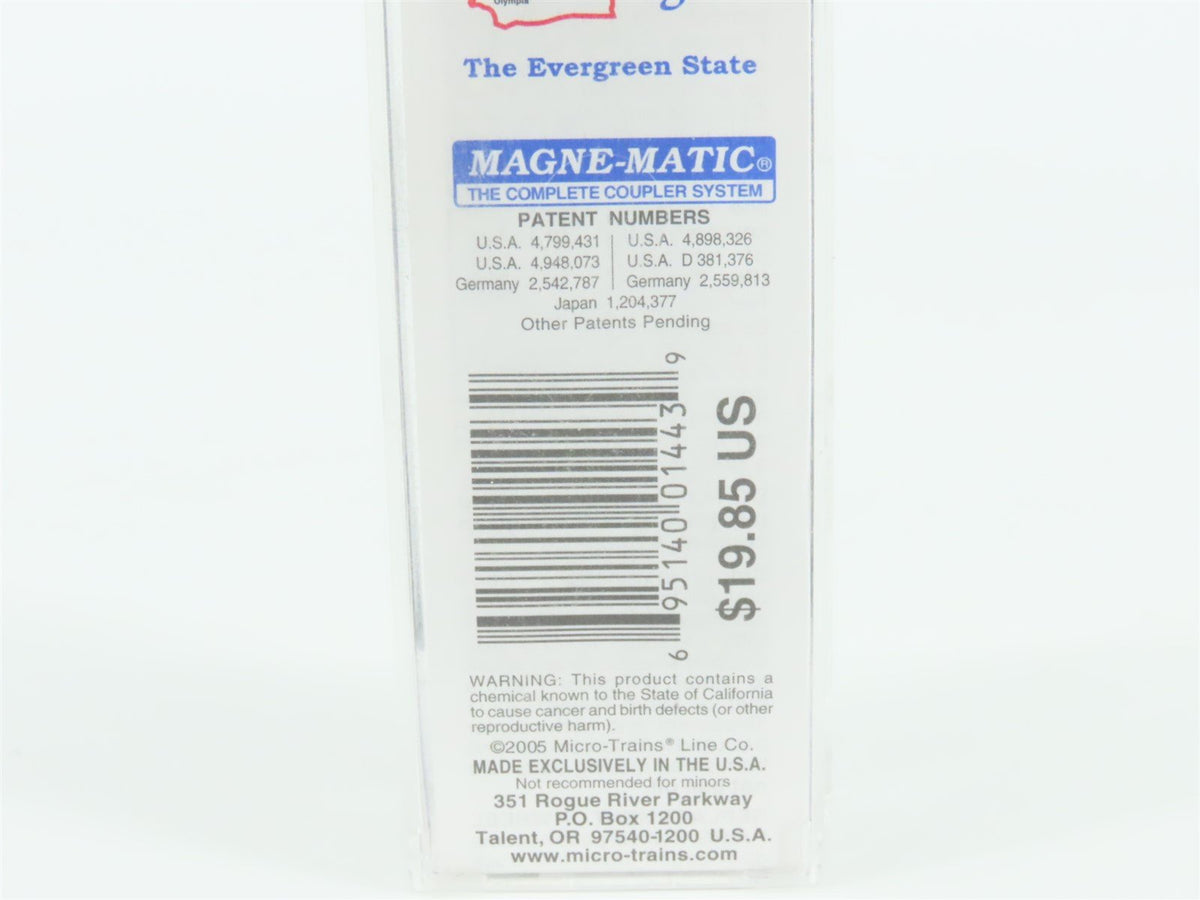 Olympia
The Evergreen State
MAGNE-MATIC®
THE COMPLETE COUPLER SYSTEM
PATENT NUMBERS
U.S.A. 4,799,431 | U.S.A. 4,898,326
U.S.A. 4,948,073 | U.S.A. D 381,376
Germany 2,542,787 | Germany 2,559,813
Japan 1,204,377
Other Patents Pending
6 95140 01443 9
$19.85 US
WARNING: This product contains a
chemical known to the State of California
to cause cancer and birth defects (or other
reproductive harm).
©2005 Micro-Trains® Line Co.
MADE EXCLUSIVELY IN THE U.S.A.
Not recommended for minors
351 Rogue River Parkway
P.O. Box 1200
Talent, OR 97540-1200 U.S.A.
www.micro-trains.com